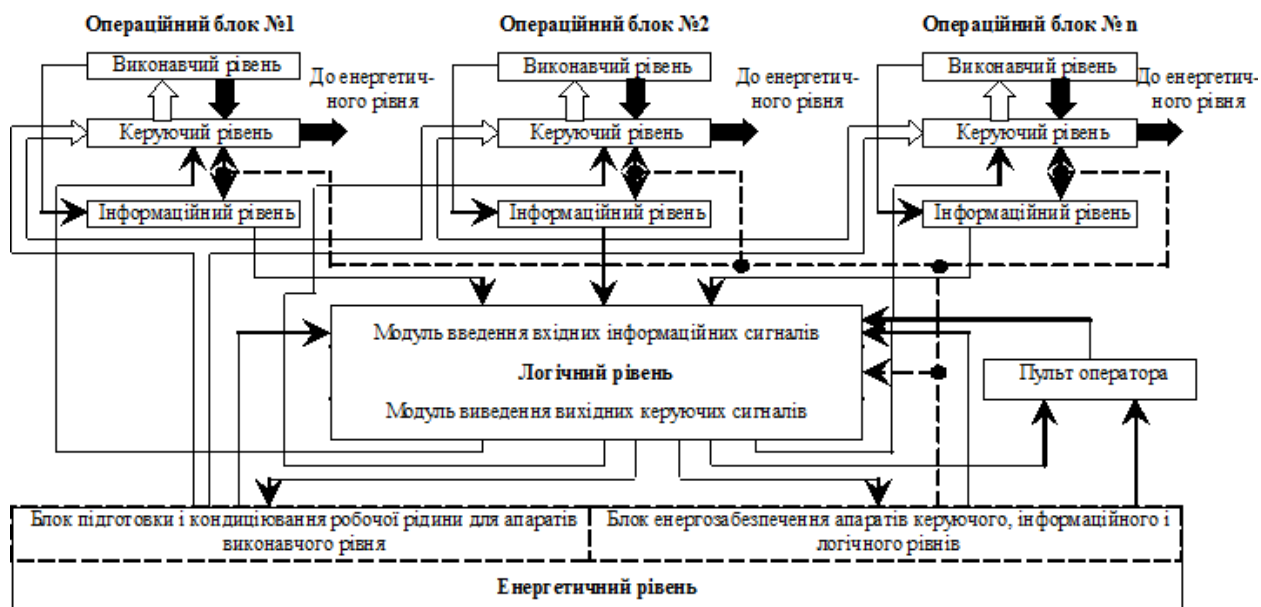 Операційний блок №1
Операційний блок №2
Операційний блок № n
Виконавчий рівень
До енергетич-
ного рівня
Керуючий рівень
Інформаційний рівень
Виконавчий рівень
До енергетич-
ного рівня
Керуючий рівень
Інформаційний рівень
Виконавчий рівень
До енергетич-
ного рівня
Керуючий рівень
Інформаційний рівень
Модуль введення вхідних інформаційних сигналів
Логічний рівень
Модуль виведення вихідних керуючих сигналів
Пульт оператора
Блок підготовки і кондиціювання робочої рідини для апаратів
виконавчого рівня
Блок енергозабезпечення апаратів керуючого, інформаційного і
логічного рівнів
Енергетичний рівень